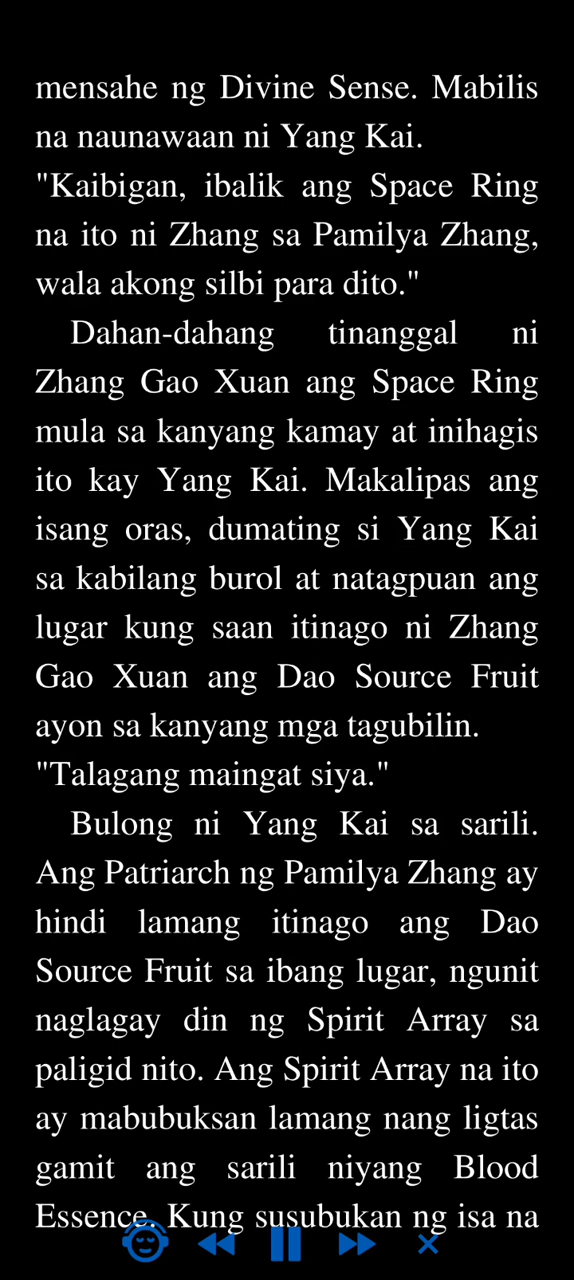 mensahe ng Divine Sense. Mabilis
na naunawaan ni Yang Kai.
"Kaibigan, ibalik ang Space Ring
na ito ni Zhang sa Pamilya Zhang,
wala akong silbi para dito."
Dahan-dahang tinanggal ni
Zhang Gao Xuan ang Space Ring
mula sa kanyang kamay at inihagis
ito kay Yang Kai. Makalipas ang
isang oras, dumating si Yang Kai
sa kabilang burol at natagpuan ang
lugar kung saan itinago ni Zhang
Gao Xuan ang Dao Source Fruit
ayon sa kanyang mga tagubilin.
"Talagang maingat siya."
Bulong ni Yang Kai sa sarili.
Ang Patriarch ng Pamilya Zhang ay
hindi lamang itinago ang Dao
Source Fruit sa ibang lugar, ngunit
naglagay din ng Spirit Array sa
paligid nito. Ang Spirit Array na ito
ay mabubuksan lamang nang ligtas
gamit ang sarili niyang Blood
Essence. Kung susubukan ng isa na